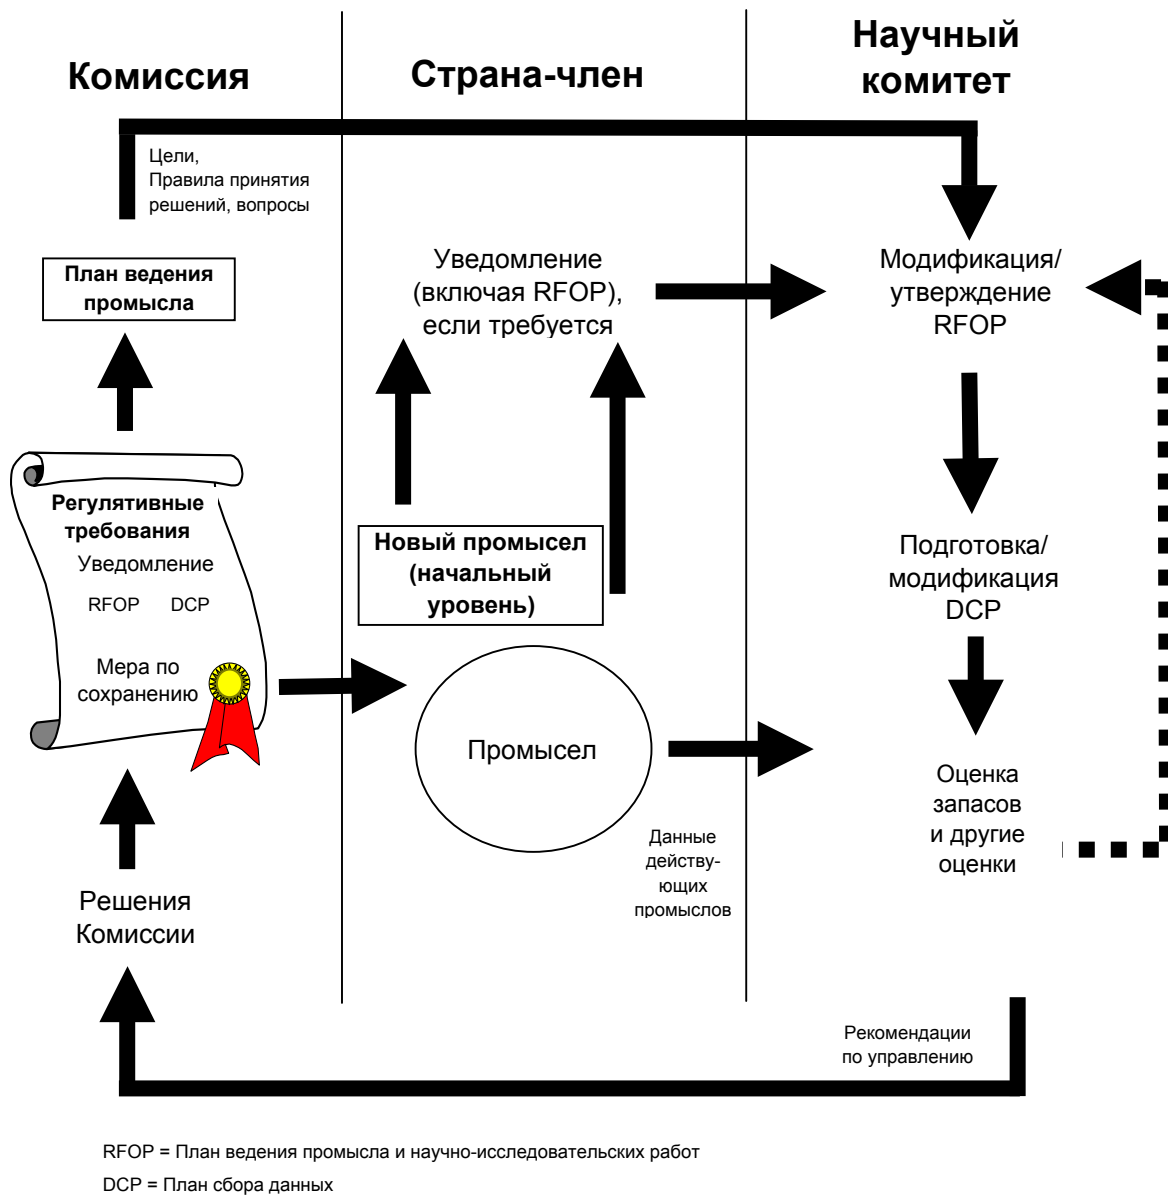 Комиссия
Страна-член
Научный
комитет
Цели,
Правила принятия
решений, вопросы
План ведения
промысла
Уведомление
(включая RFOP),
если требуется
Модификация/
утверждение
RFOP
Регулятивные
требования
Уведомление
RFOP DCP
Мера по
сохранению
Новый промысел
(начальный
уровень)
Подготовка/
модификация
DCP
Промысел
Оценка
запасов
и другие
оценки
Данные
действу-
ющих
промыслов
Решения
Комиссии
Рекомендации
по управлению
RFOP = План ведения промысла и научно-исследовательских работ
DCP = План сбора данных